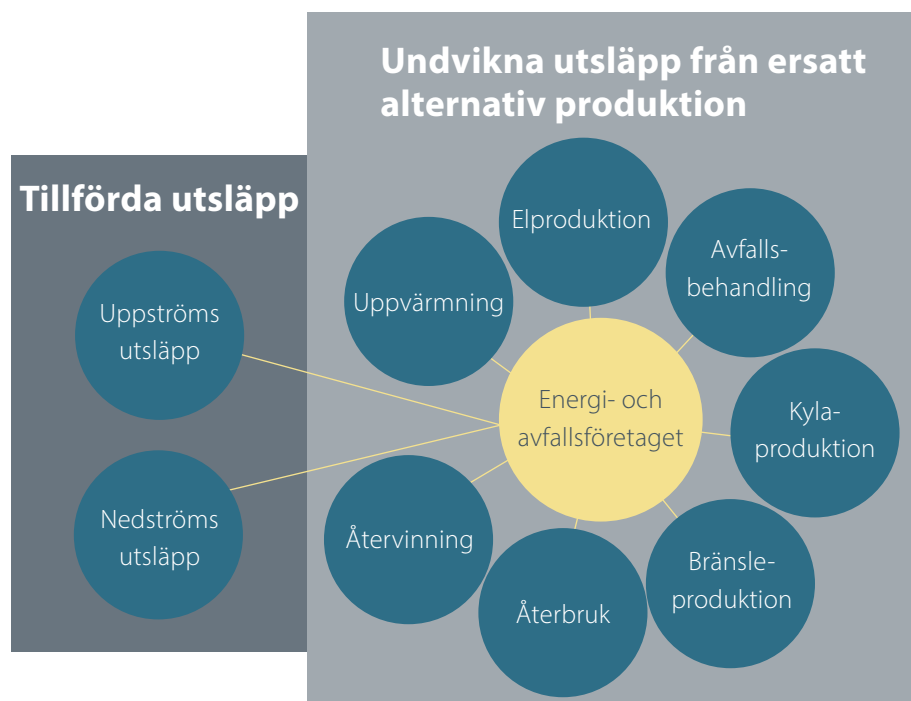 Undvikna utsläpp från ersatt
alternativ produktion
Tillförda utsläpp
Uppströms
utsläpp
Nedströms
utsläpp
Elproduktion
Avfalls-
behandling
Uppvärmning
Energi- och
avfallsföretaget
Kyla-
produktion
Återvinning
Återbruk
Bränsle-
produktion